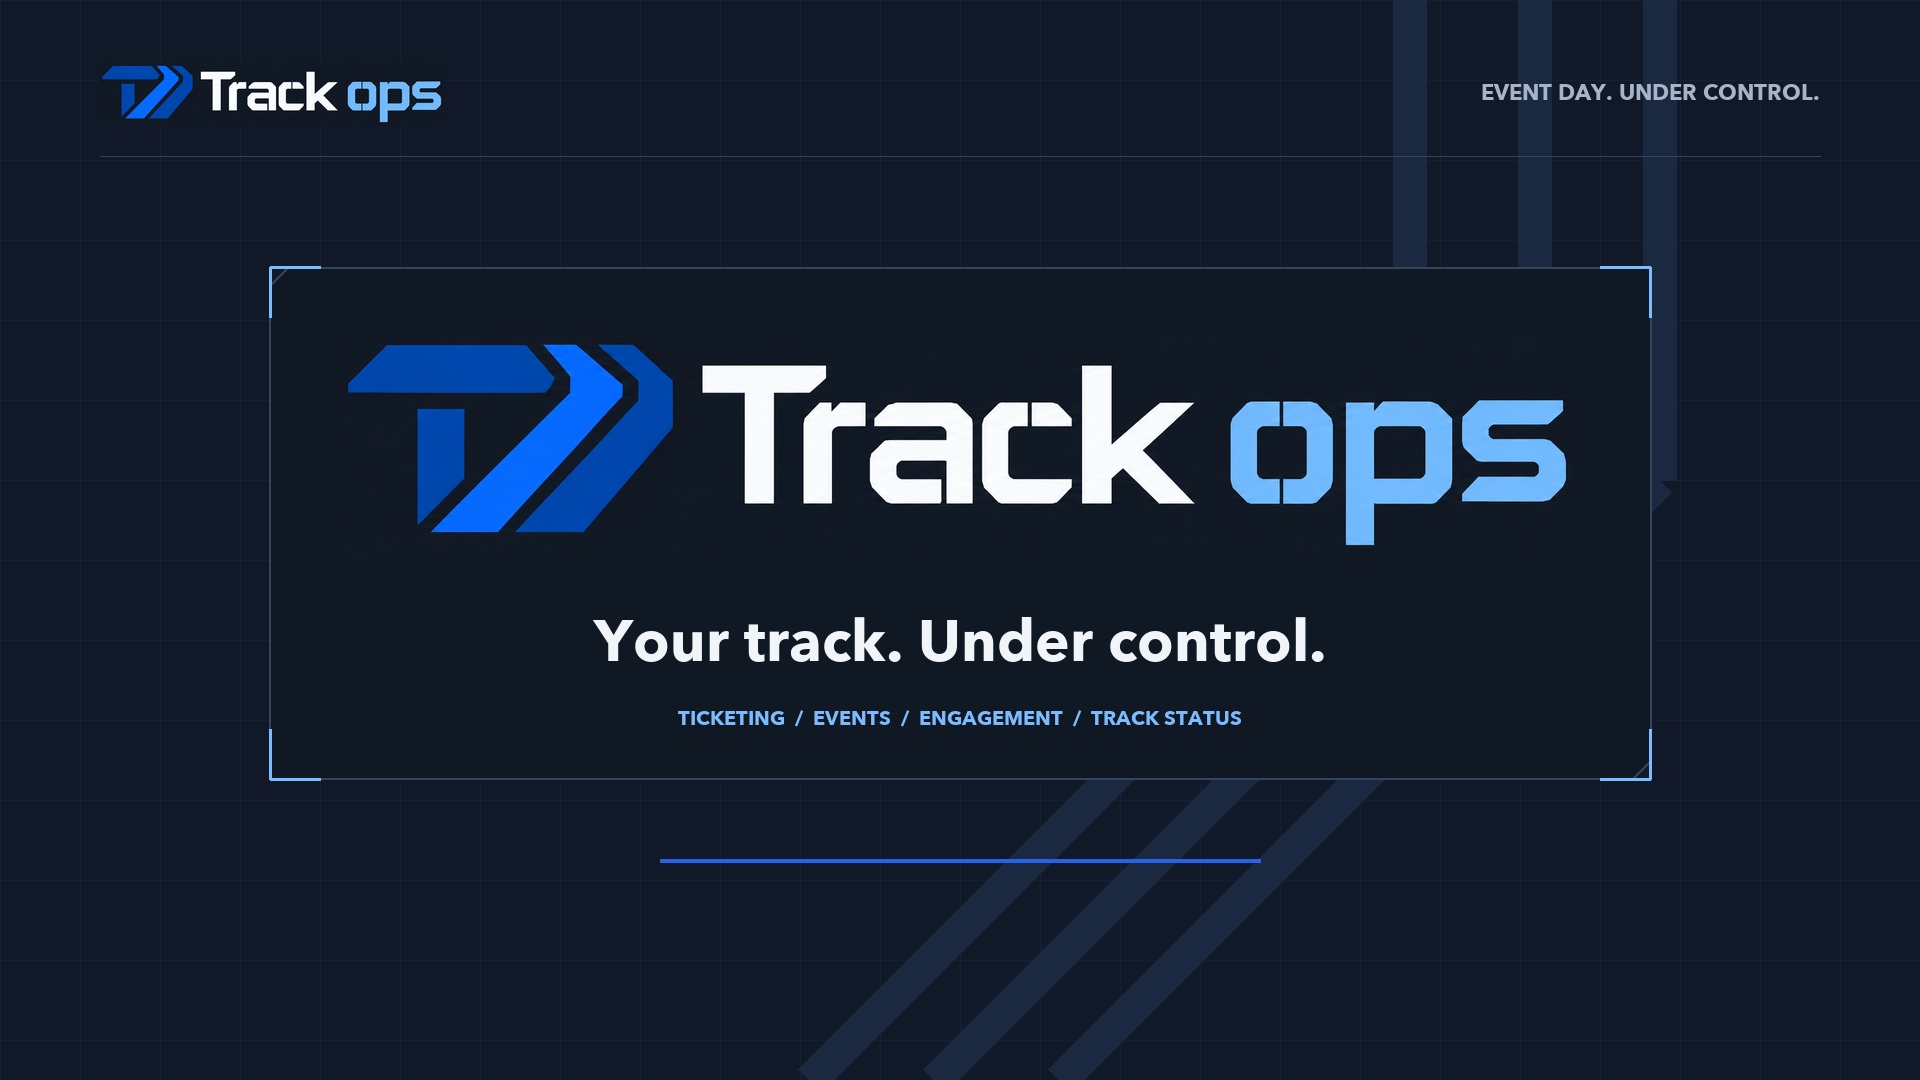 Track ops
EVENT DAY. UNDER CONTROL.
Track ops
Your track. Under control.
TICKETING / EVENTS / ENGAGEMENT / TRACK STATUS